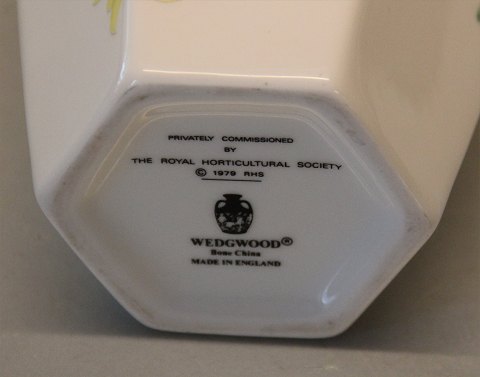 PRIVATELY COMMISSIONED
BY
THE ROYAL HORTICULTURAL SOCIETY
© 1979 RHS
WEDGWOOD®
Bone China
MADE IN ENGLAND